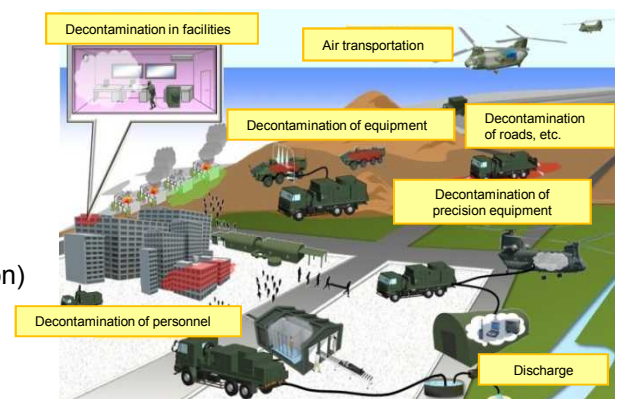 Decontamination in facilities
Air transportation
Decontamination of equipment
Decontamination
of roads, etc.
Decontamination of
precision equipment
on)
Decontamination of personnel
Discharge